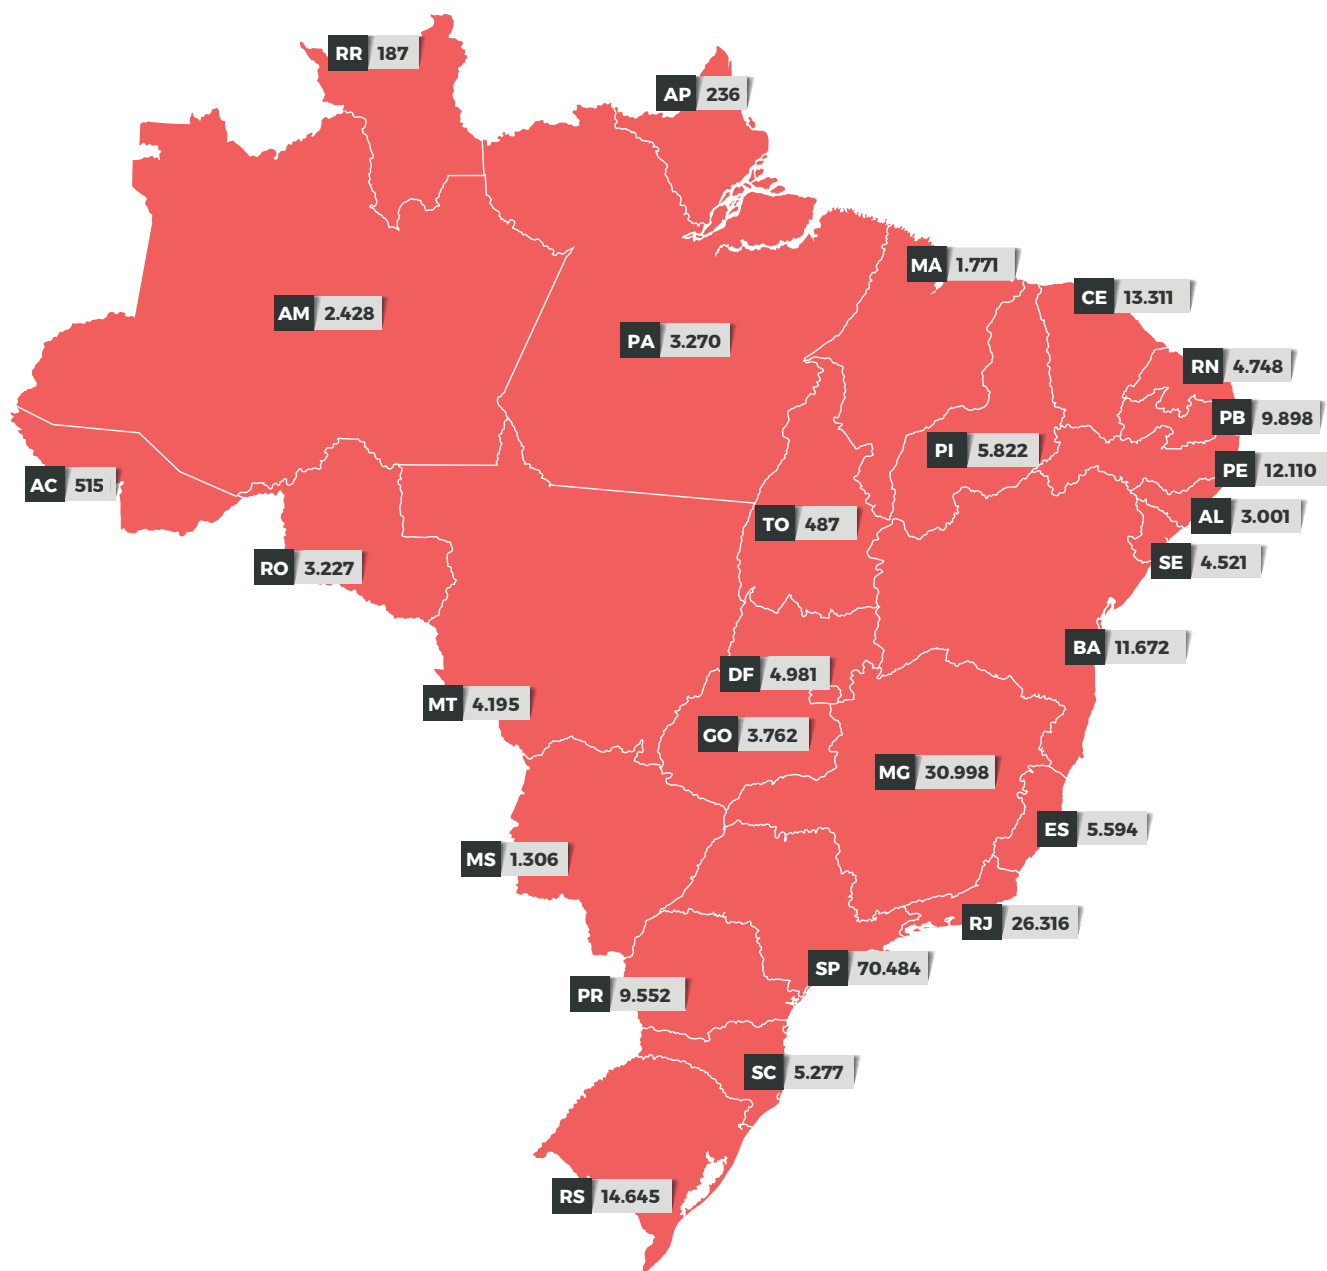 RR 187
AP 236
MA 1.771
CE 13.311
AM 2.428
PA 3.270
RN 4.748
PB 9.898
PI 5.822
PE 12.110
AC 515
AL 3.001
TO 487
SE 4.521
RO 3.227
BA 11.672
DF 4.981
MT 4.195
GO 3.762
MG 30.998
ES 5.594
MS 1.306
RJ 26.316
SP 70.484
PR 9.552
SC 5.277
RS 14.645